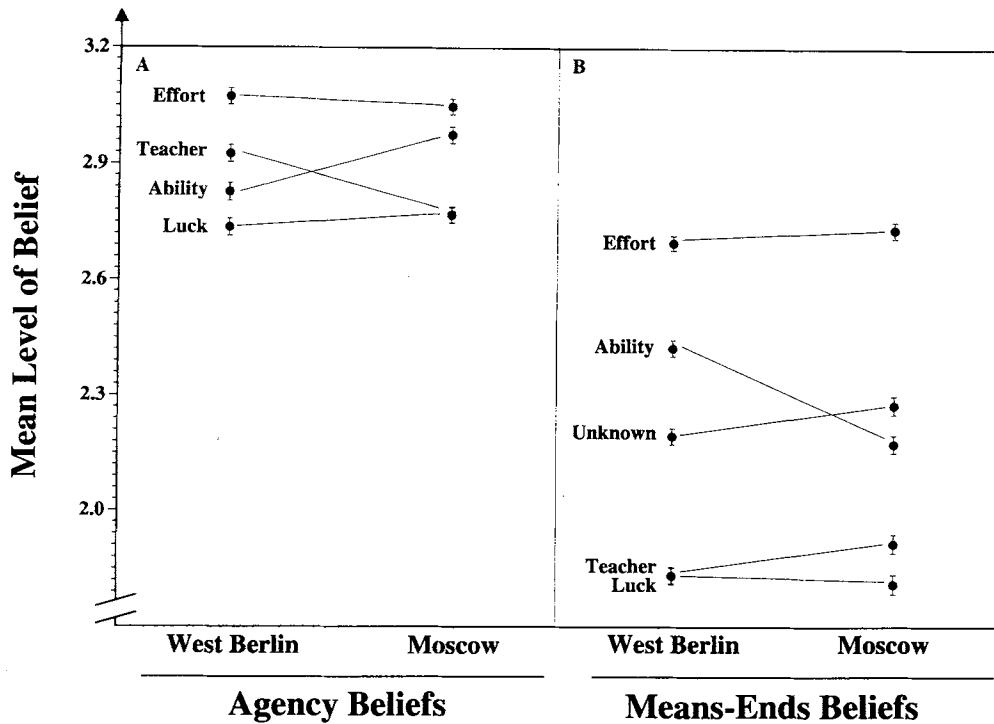 Mean Level of Belief
3.2
2.9
2.6
2.3
2.0
A
Effort
Teacher
Ability
Luck
B
Effort
Ability
Unknown
Teacher
Luck
West Berlin
Moscow
West Berlin
Moscow
Agency Beliefs
Means-Ends Beliefs